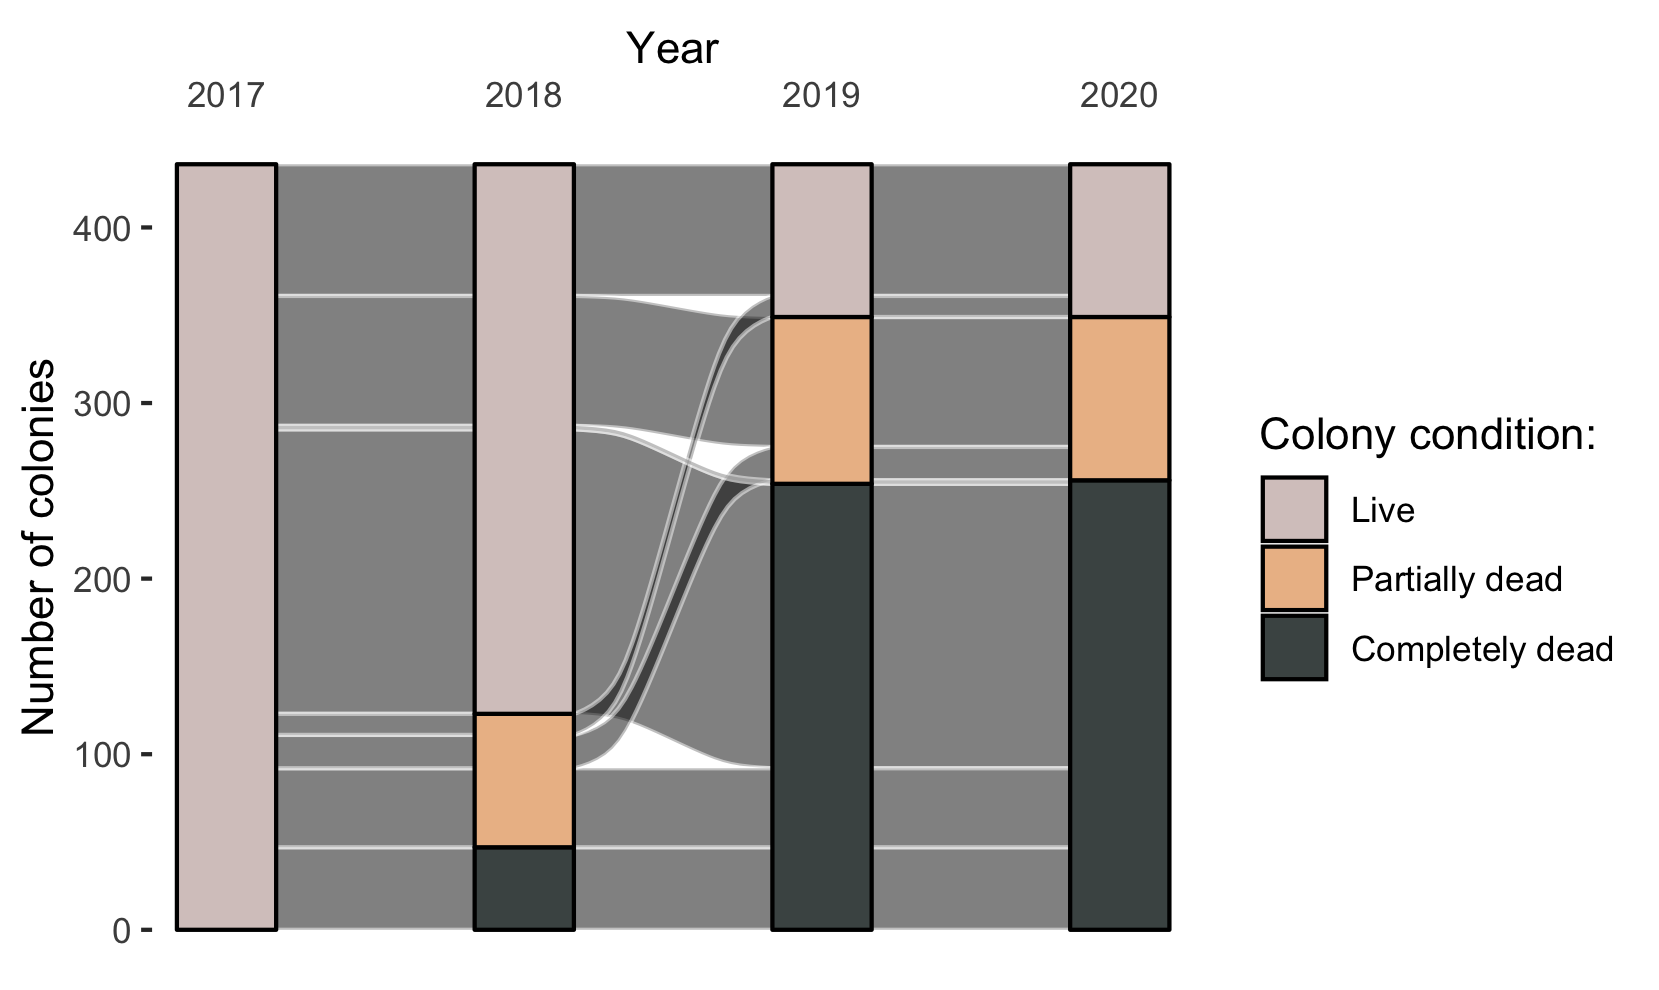 Year
2017 2018 2019 2020
400
300
200
100
0
Number of colonies
Colony condition:
Live
Partially dead
Completely dead